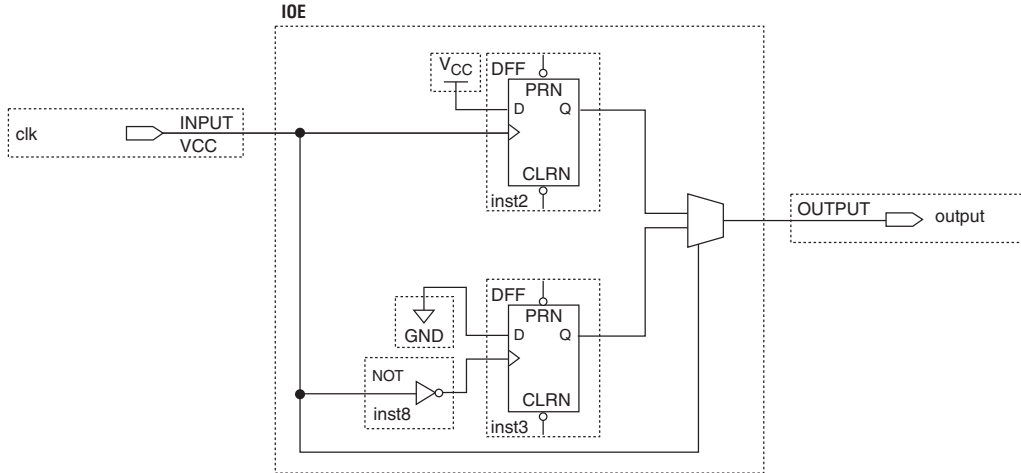 IOE
VCC
DFF
PRN
D Q
CLRN
inst2
clk
INPUT
VCC
OUTPUT
output
DFF
PRN
D Q
CLRN
inst3
GND
NOT
inst8